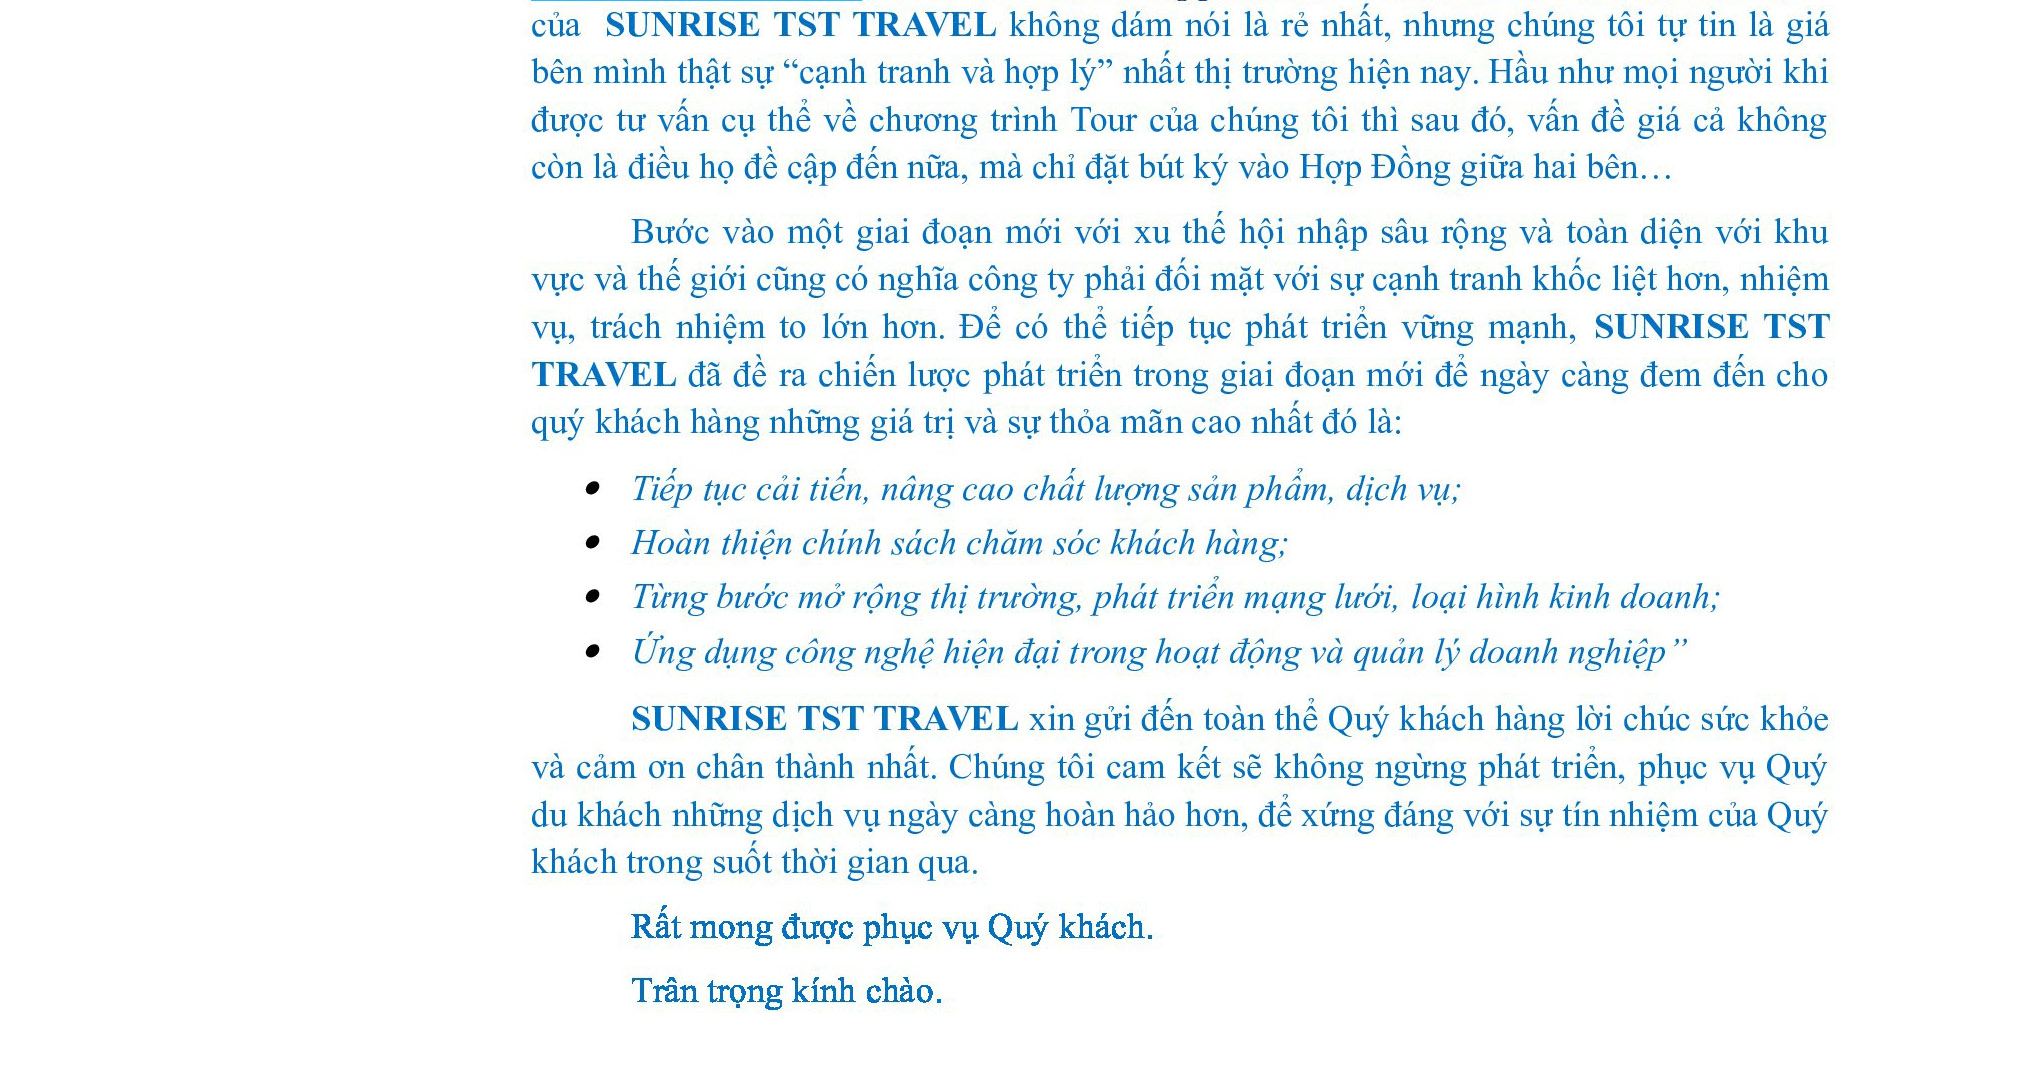 của SUNRISE TST TRAVEL không dám nói là rẻ nhất, nhưng chúng tôi tự tin là giá
bên mình thật sự “cạnh tranh và hợp lý” nhất thị trường hiện nay. Hầu như mọi người khi
được tư vấn cụ thể về chương trình Tour của chúng tôi thì sau đó, vấn đề giá cả không
còn là điều họ đề cập đến nữa, mà chỉ đặt bút ký vào Hợp Đồng giữa hai bên…
Bước vào một giai đoạn mới với xu thế hội nhập sâu rộng và toàn diện với khu
vực và thế giới cũng có nghĩa công ty phải đối mặt với sự cạnh tranh khốc liệt hơn, nhiệm
vụ, trách nhiệm to lớn hơn. Để có thể tiếp tục phát triển vững mạnh, SUNRISE TST
TRAVEL đã đề ra chiến lược phát triển trong giai đoạn mới để ngày càng đem đến cho
quý khách hàng những giá trị và sự thỏa mãn cao nhất đó là:
• Tiếp tục cải tiến, nâng cao chất lượng sản phẩm, dịch vụ;
• Hoàn thiện chính sách chăm sóc khách hàng;
• Từng bước mở rộng thị trường, phát triển mạng lưới, loại hình kinh doanh;
• Ứng dụng công nghệ hiện đại trong hoạt động và quản lý doanh nghiệp”
SUNRISE TST TRAVEL xin gửi đến toàn thể Quý khách hàng lời chúc sức khỏe
và cảm ơn chân thành nhất. Chúng tôi cam kết sẽ không ngừng phát triển, phục vụ Quý
du khách những dịch vụ ngày càng hoàn hảo hơn, để xứng đáng với sự tín nhiệm của Quý
khách trong suốt thời gian qua.
Rất mong được phục vụ Quý khách.
Trân trọng kính chào.